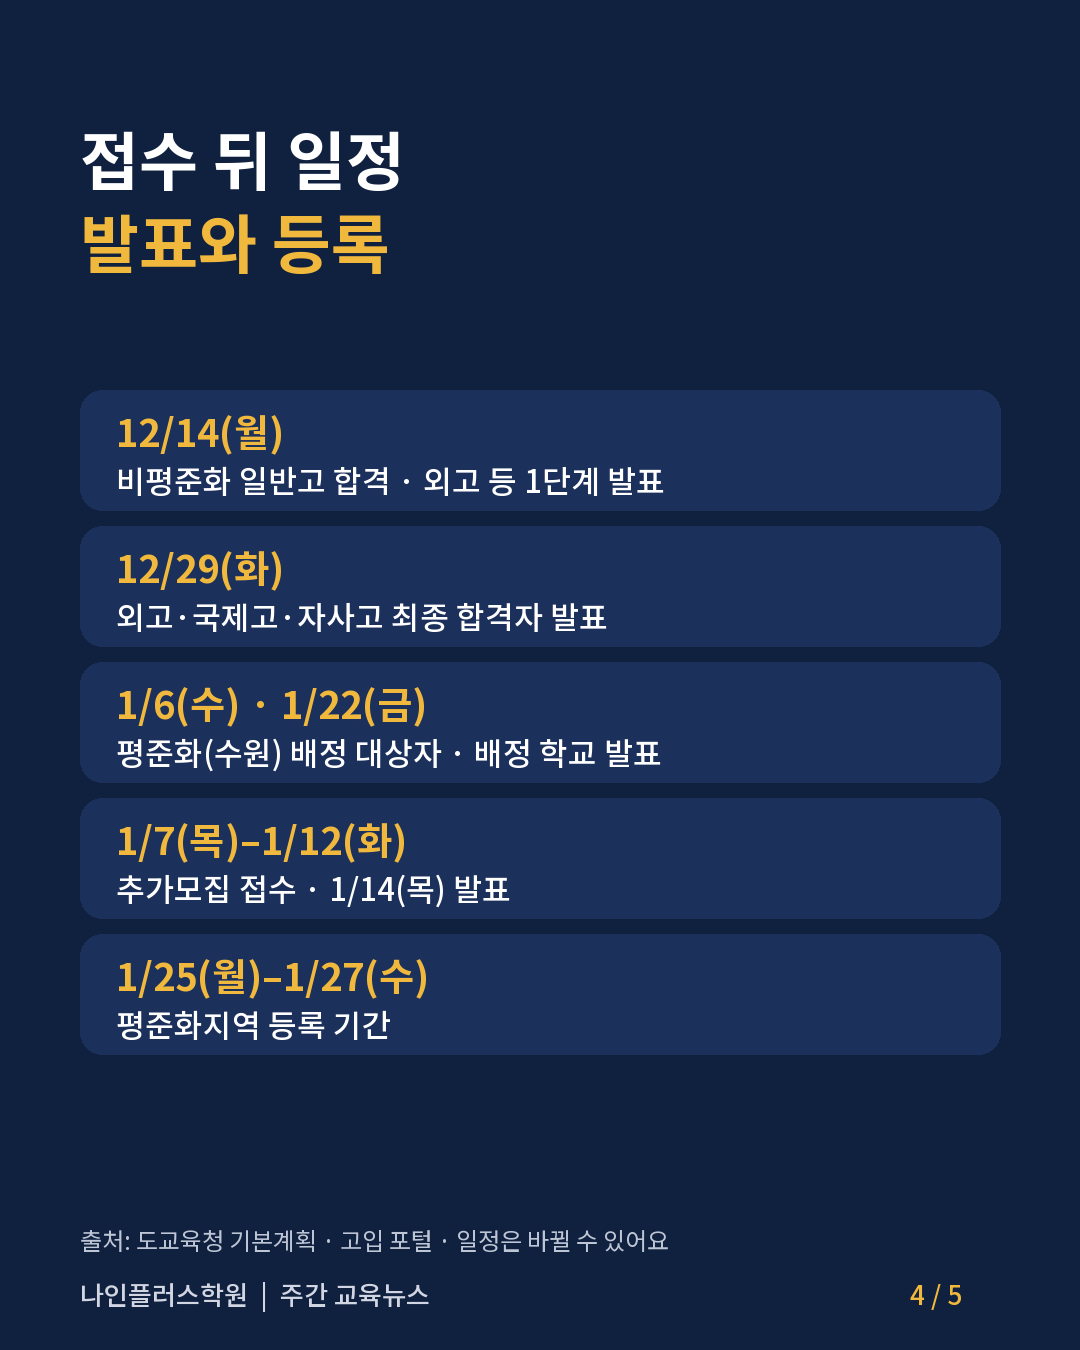 접수 뒤 일정
발표와 등록
12/14(월)
비평준화 일반고 합격 · 외고 등 1단계 발표
12/29(화)
외고·국제고·자사고 최종 합격자 발표
1/6(수) · 1/22(금)
평준화(수원) 배정 대상자 · 배정 학교 발표
1/7(목)–1/12(화)
추가모집 접수 · 1/14(목) 발표
1/25(월)–1/27(수)
평준화지역 등록 기간
출처: 도교육청 기본계획 · 고입 포털 · 일정은 바뀔 수 있어요
나인플러스학원 | 주간 교육뉴스
4 / 5